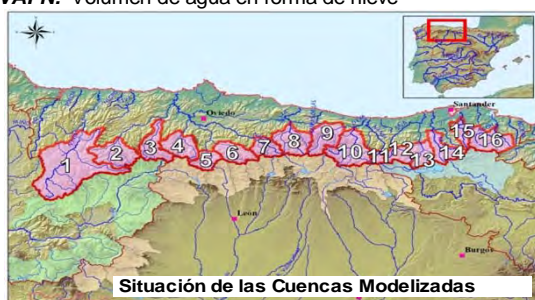 VAFN: Volumen de agua en forma de nieve
Oviedo
Santander
1
2
3
4
5
6
7
8
9
10
11
12
13
14
15
16
León
Burgos
Situación de las Cuencas Modelizadas